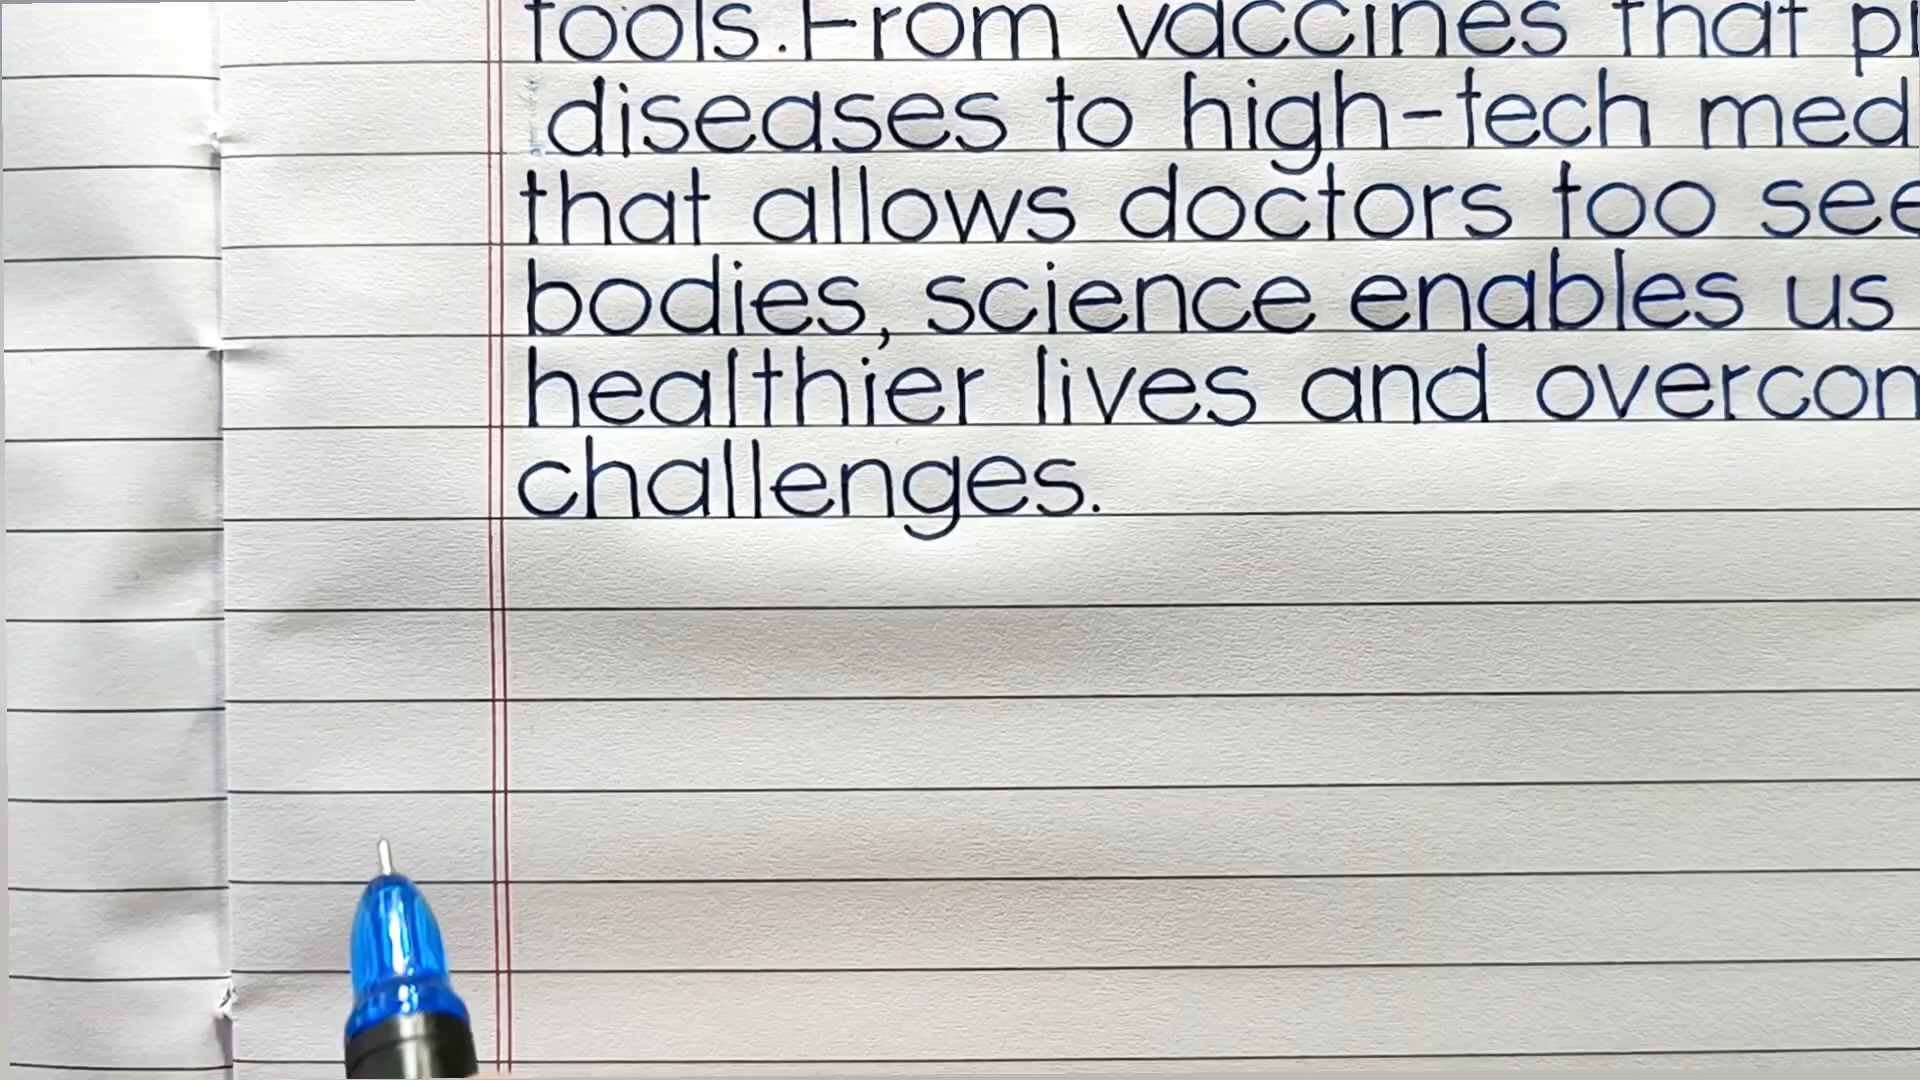 tools.From vaccines that
diseases to high-tech med
that allows doctors too see
bodies, science enables us
healthier lives and overcom
challenges.